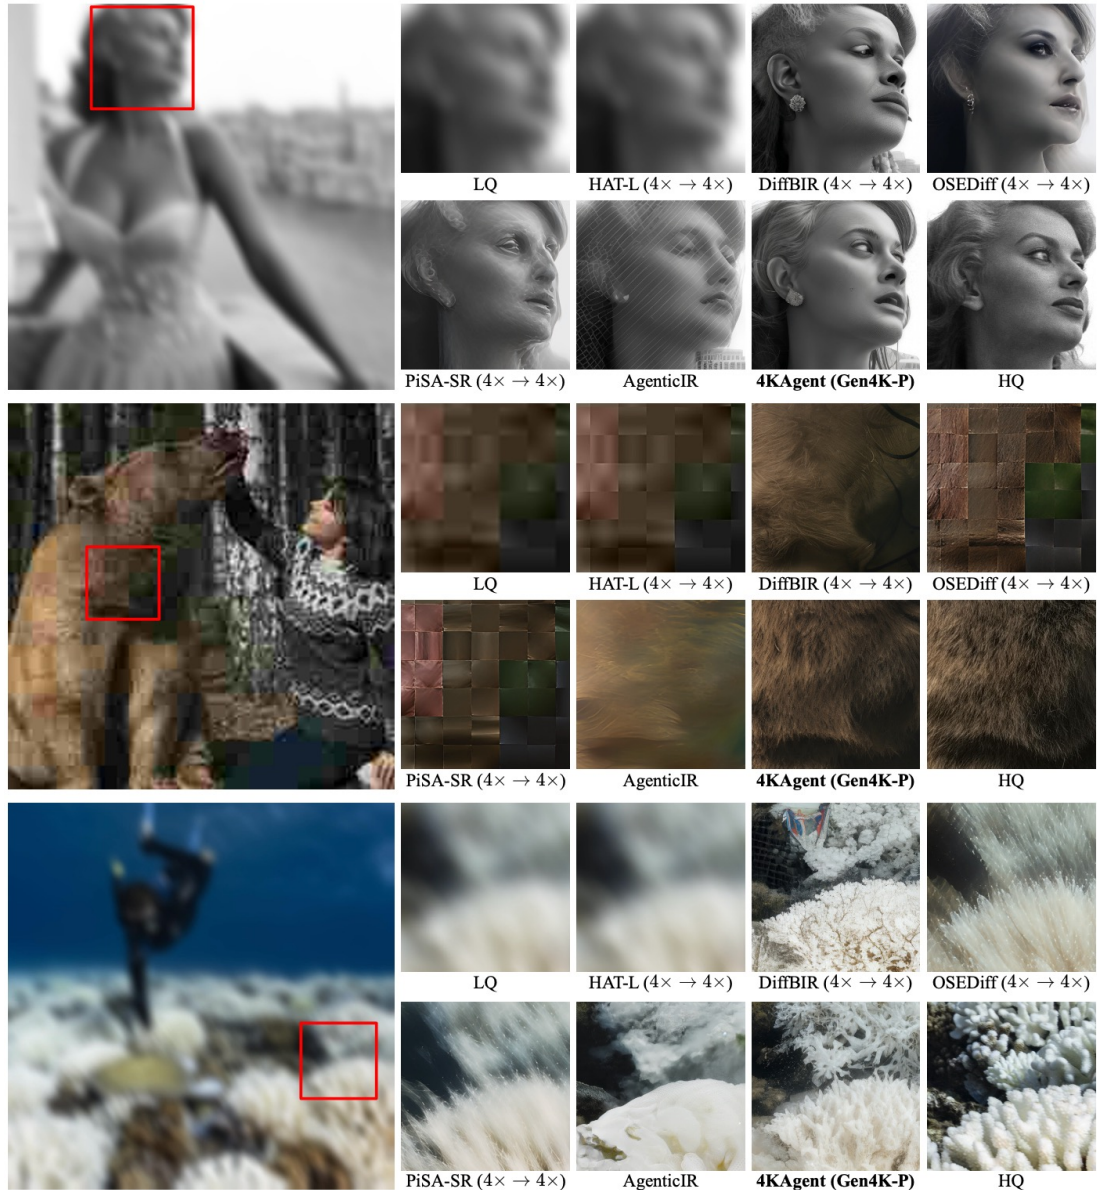 LQ
HAT-L (4× → 4×)
DiffBIR (4× → 4×)
OSEDiff (4× → 4×)
PiSA-SR (4× → 4×)
AgenticIR
4KAgent (Gen4K-P)
HQ
LQ
HAT-L (4× → 4×)
DiffBIR (4× → 4×)
OSEDiff (4× → 4×)
PiSA-SR (4× → 4×)
AgenticIR
4KAgent (Gen4K-P)
HQ
LQ
HAT-L (4× → 4×)
DiffBIR (4× → 4×)
OSEDiff (4× → 4×)
PiSA-SR (4× → 4×)
AgenticIR
4KAgent (Gen4K-P)
HQ